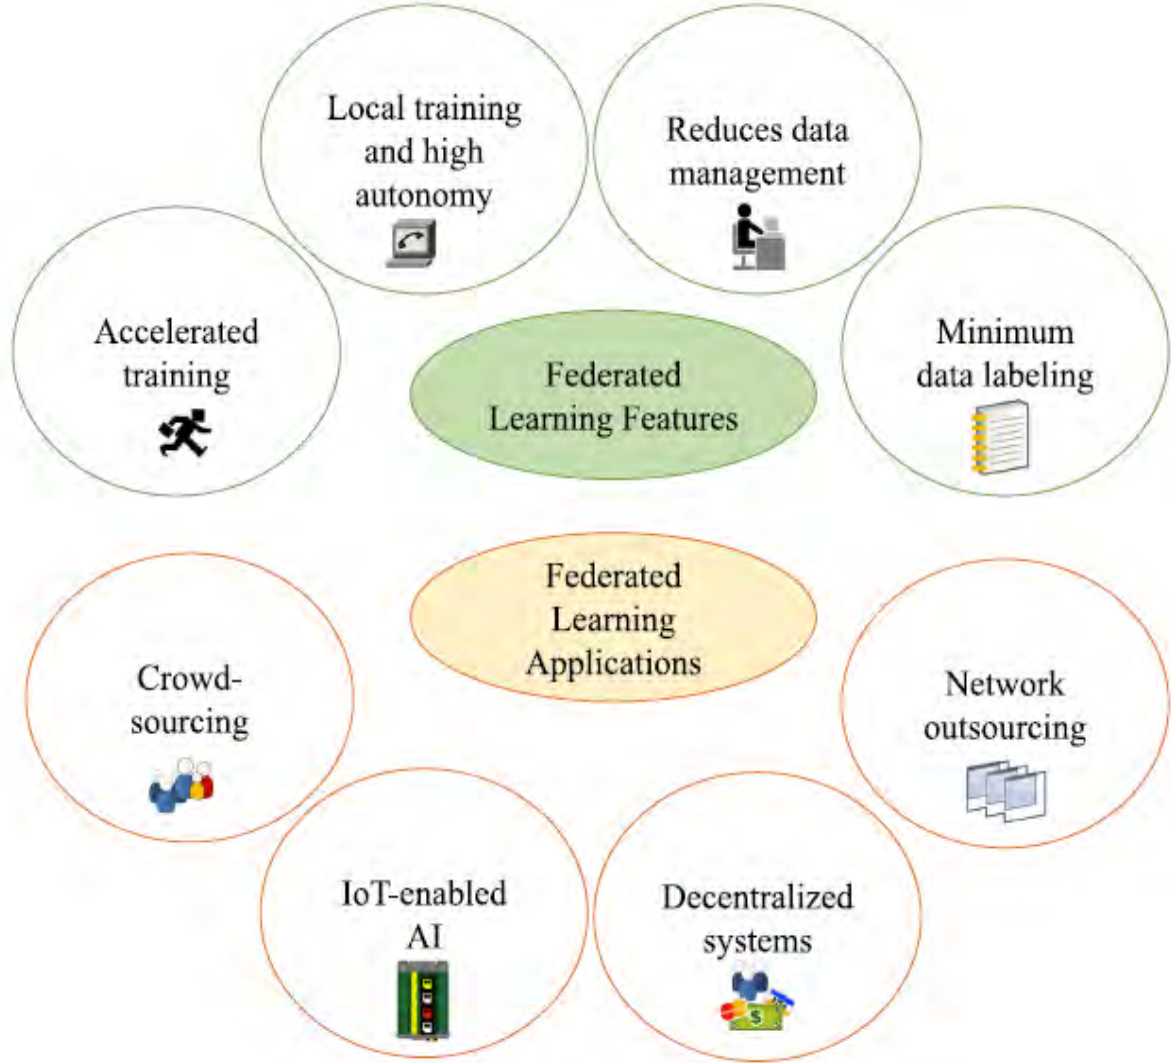 Local training
and high
autonomy
Reduces data
management
Accelerated
training
Minimum
data labeling
Federated
Learning Features
Federated
Learning
Applications
Crowd-
sourcing
Network
outsourcing
IoT-enabled
AI
Decentralized
systems
$